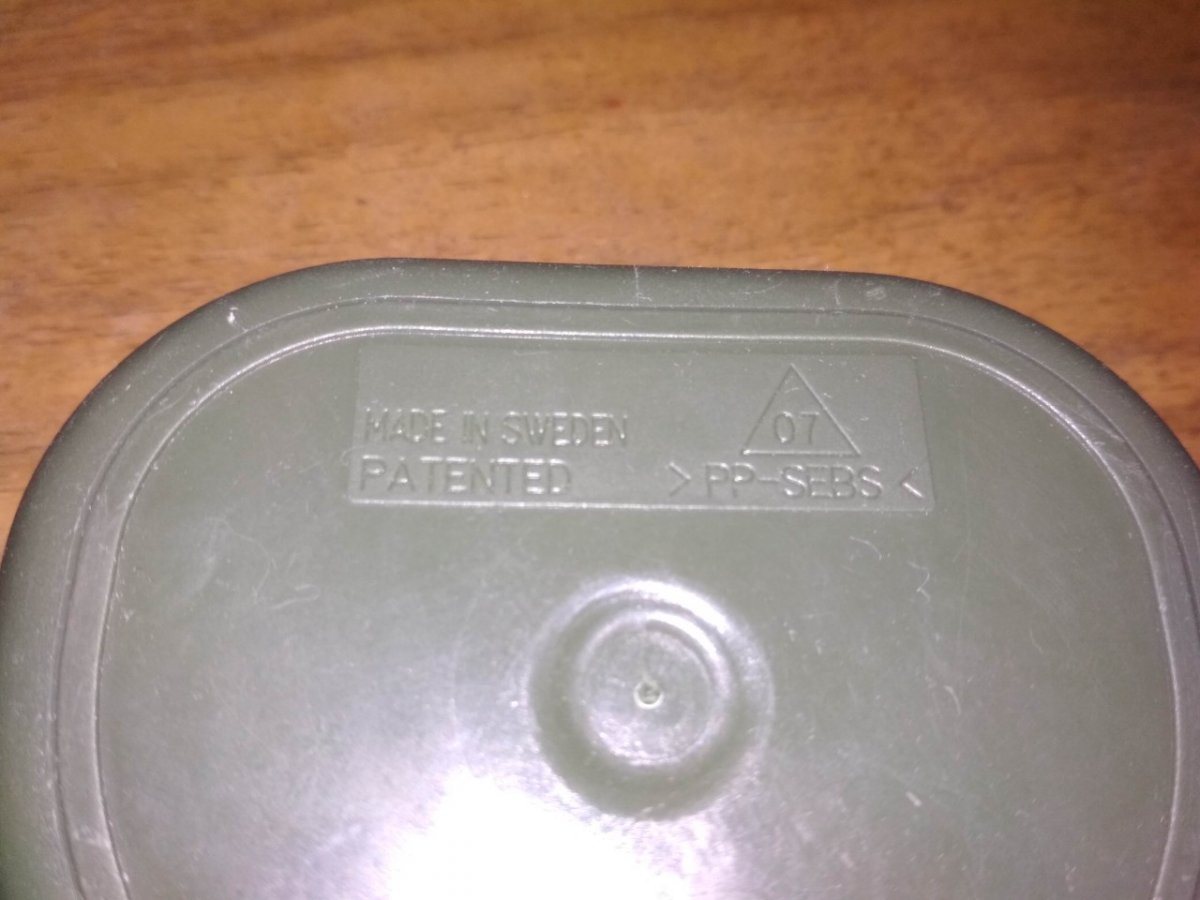 MADE IN SWEDEN
PATENTED
07
>PP-SEBS<